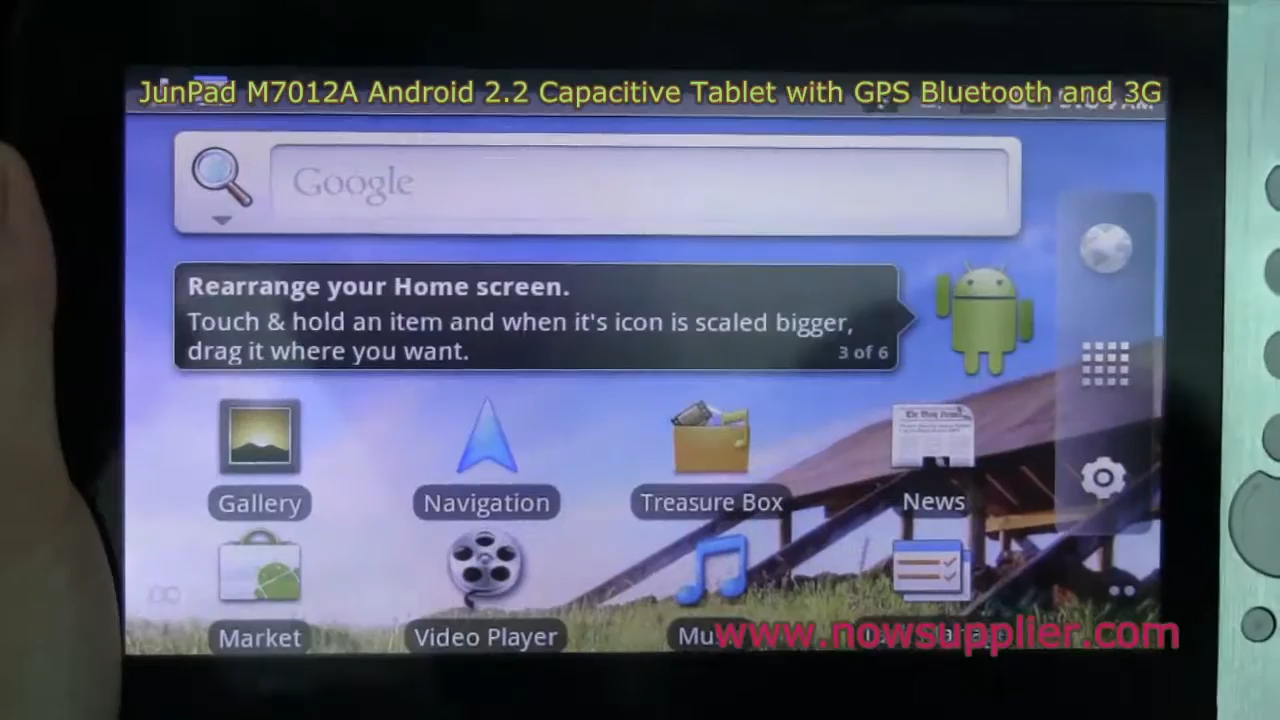 JunPad M7012A Android 2.2 Capacitive Tablet with GPS Bluetooth and 3G
Google
Rearrange your Home screen.
Touch & hold an item and when it's icon is scaled bigger,
drag it where you want.
3 of 6
Gallery
Navigation
Treasure Box
News
Market
Video Player
www.nowsupplier.com